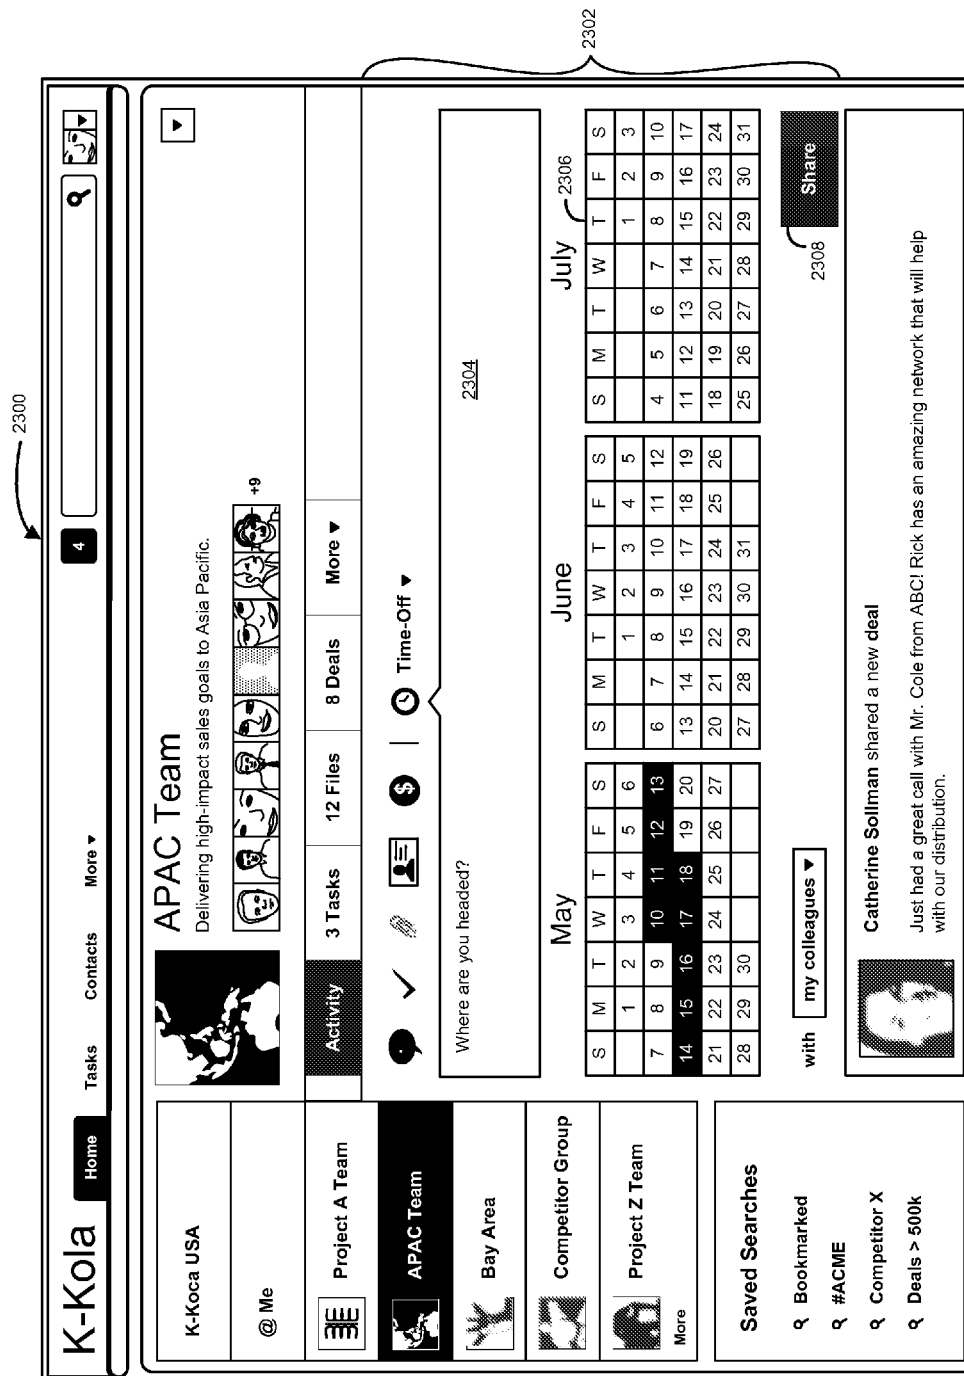 2300
K-Kola
Home
Tasks
Contacts
More ▼
4
K-Koca USA
@ Me
Project A Team
APAC Team
Bay Area
Competitor Group
Project Z Team
More
Saved Searches
Bookmarked
#ACME
Competitor X
Deals > 500k
APAC Team
Delivering high-impact sales goals to Asia Pacific.
+9
Activity
3 Tasks
12 Files
8 Deals
More ▼
$
Time-Off ▼
2302
Where are you headed?
2304
May
S M T W T F S
1 2 3 4 5 6
7 8 9 10 11 12 13
14 15 16 17 18 19 20
21 22 23 24 25 26 27
28 29 30
June
S M T W T F S
1 2 3 4 5
6 7 8 9 10 11 12
13 14 15 16 17 18 19
20 21 22 23 24 25 26
27 28 29 30 31
July
2306
S M T W T F S
1 2 3
4 5 6 7 8 9 10
11 12 13 14 15 16 17
18 19 20 21 22 23 24
25 26 27 28 29 30 31
with
my colleagues ▼
2308
Share
Catherine Sollman shared a new deal
Just had a great call with Mr. Cole from ABC! Rick has an amazing network that will help
with our distribution.